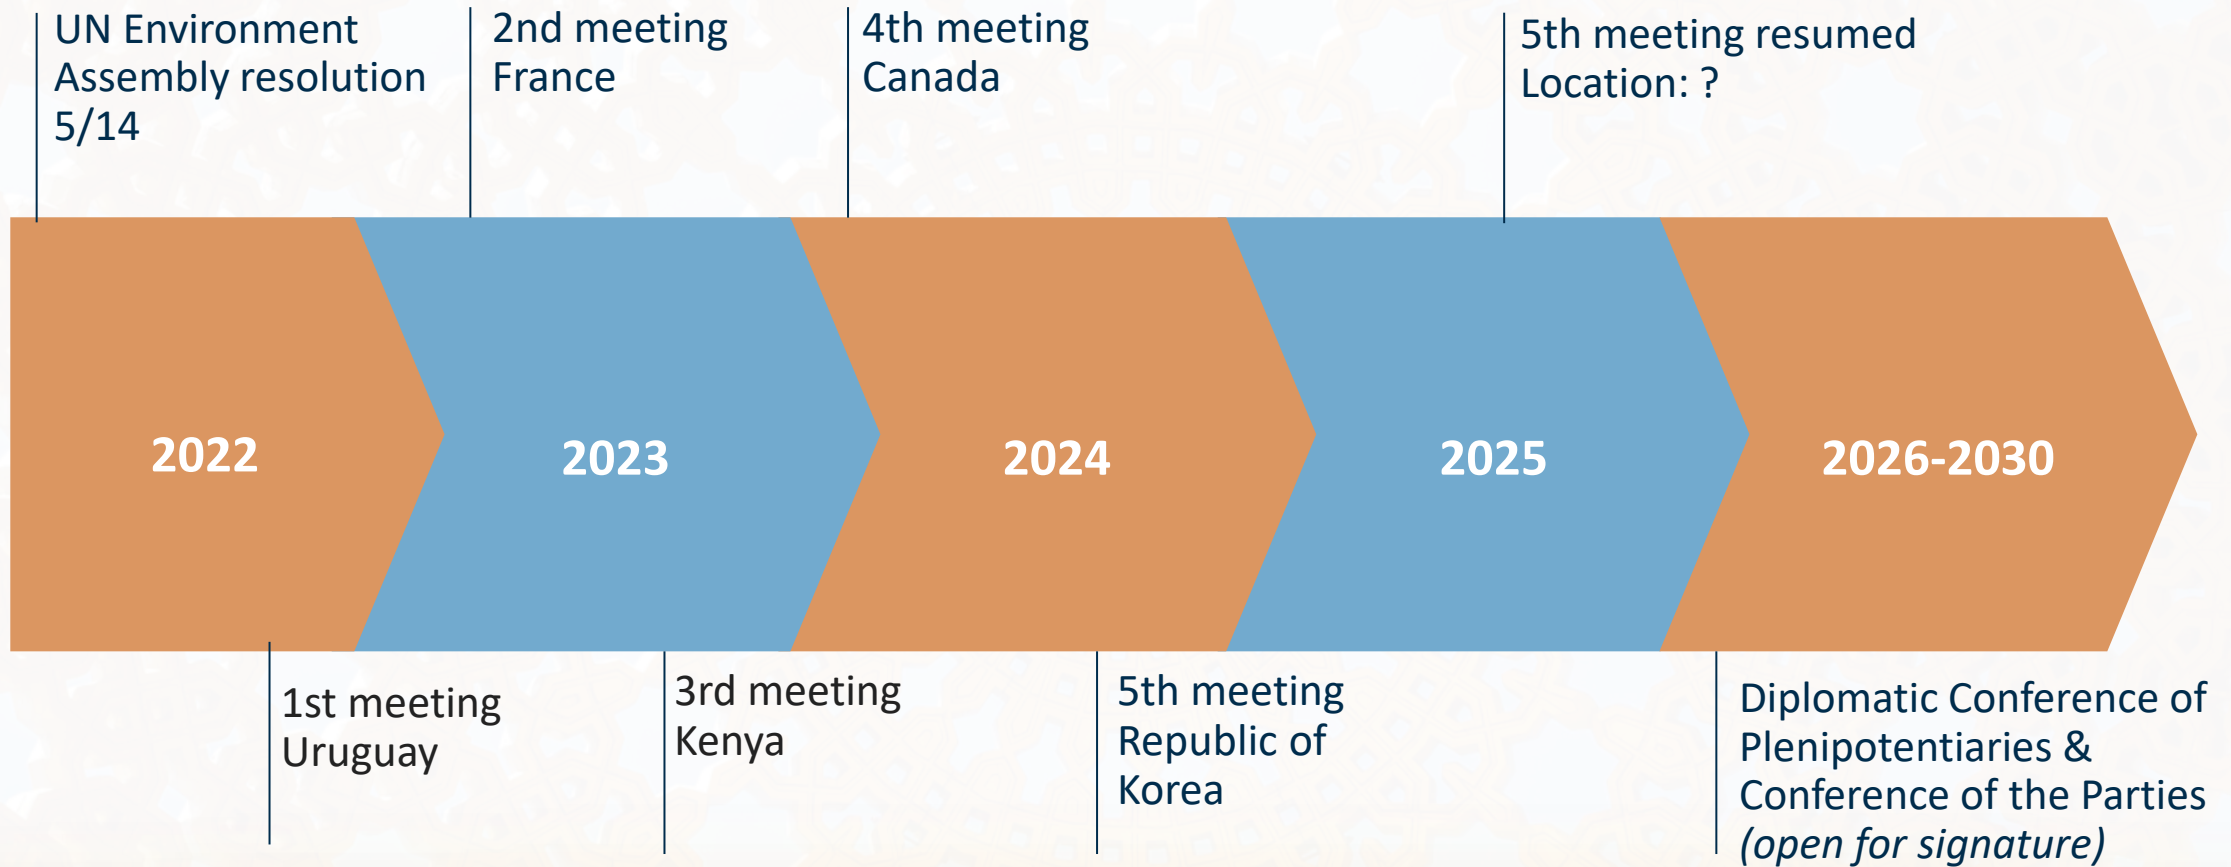 UN Environment
Assembly resolution
5/14
2nd meeting
France
4th meeting
Canada
5th meeting resumed
Location: ?
2022
2023
2024
2025
2026-2030
1st meeting
Uruguay
3rd meeting
Kenya
5th meeting
Republic of
Korea
Diplomatic Conference of
Plenipotentiaries &
Conference of the Parties
(open for signature)